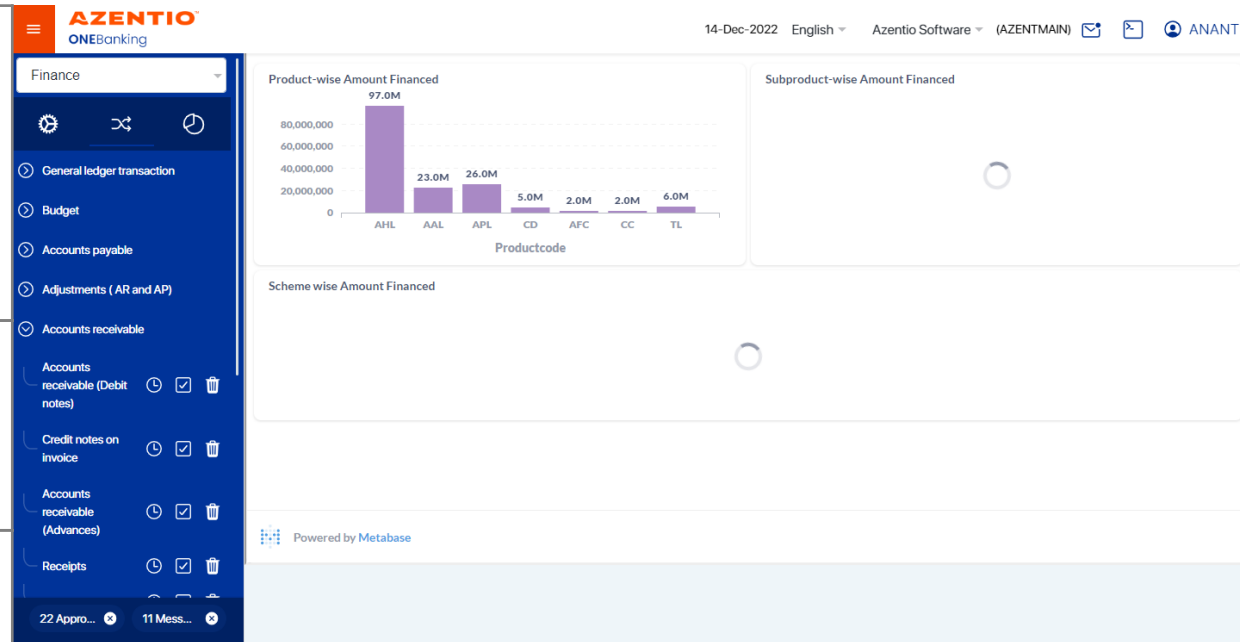 AZENTIO
ONEBanking
14-Dec-2022 English Azentio Software (AZENTMAIN) ANANT
Finance
General ledger transaction
Budget
Accounts payable
Adjustments ( AR and AP)
Accounts receivable
Accounts
receivable (Debit
notes)
Credit notes on
invoice
Accounts
receivable
(Advances)
Receipts
22 Appro...
11 Mess...
Product-wise Amount Financed
97.0M
80,000,000
60,000,000
40,000,000
20,000,000
0
23.0M
26.0M
5.0M
2.0M
2.0M
6.0M
AHL AAL APL CD AFC CC TL
Productcode
Subproduct-wise Amount Financed
Scheme wise Amount Financed
Powered by Metabase